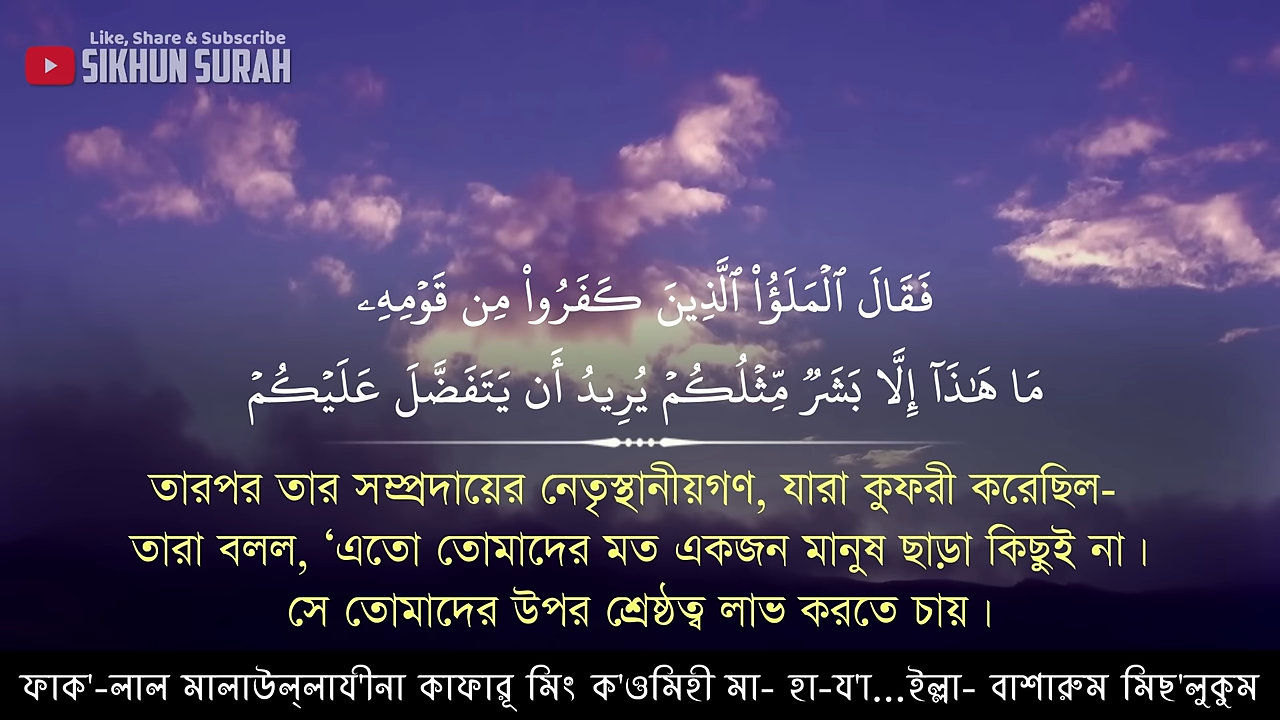 Like, Share & Subscribe
SIKHUN SURAH
فَقَالَ ٱلْمَلَؤُا۟ ٱلَّذِينَ كَفَرُوا۟ مِن قَوْمِهِۦ
مَا هَـٰذَآ إِلَّا بَشَرٌ مِّثْلُكُمْ يُرِيدُ أَن يَتَفَضَّلَ عَلَيْكُمْ
তারপর তার সম্প্রদায়ের নেতৃস্থানীয়গণ, যারা কুফরী করেছিল-
তারা বলল, ‘এতো তোমাদের মত একজন মানুষ ছাড়া কিছুই না।
সে তোমাদের উপর শ্রেষ্ঠত্ব লাভ করতে চায়।
ফাক'-লাল মালাউল্লাযী'না কাফারূ মিং ক'ওমিহী মা- হা-য'া...ইল্লা- বাশারুম মিছ'লুকুম